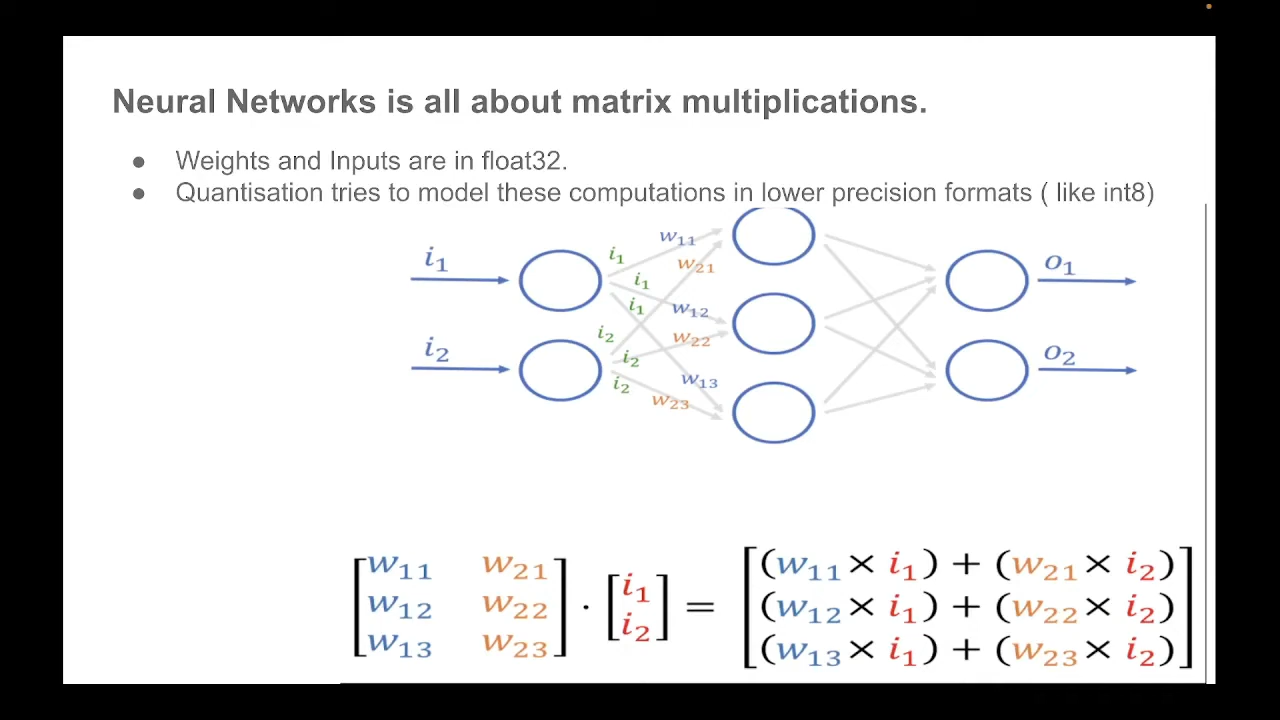 Neural Networks is all about matrix multiplications.
● Weights and Inputs are in float32.
● Quantisation tries to model these computations in lower precision formats ( like int8)
i₁ i₁ w₁₁ w₂₁ o₁
i₁
i₁ w₁₂
i₂ i₂ w₂₂ o₂
i₂
i₂ w₁₃
w₂₃
[w₁₁ w₂₁] [(w₁₁ × i₁) + (w₂₁ × i₂)]
[w₁₂ w₂₂] · [i₁ i₂] = [(w₁₂ × i₁) + (w₂₂ × i₂)]
[w₁₃ w₂₃] [(w₁₃ × i₁) + (w₂₃ × i₂)]